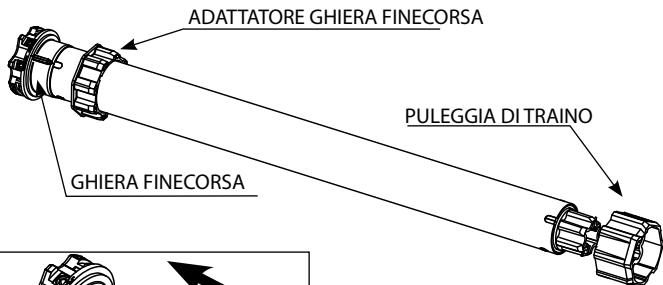 ADATTATORE GHIERA FINECORSA
PULEGGIA DI TRAINO
GHIERA FINECORSA